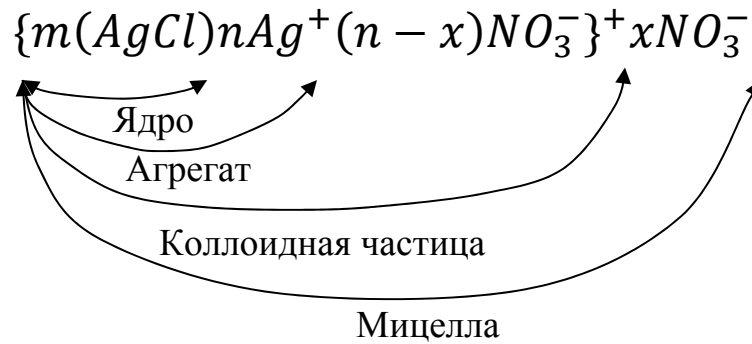 {m(AgCl)nAg⁺(n − x)NO₃⁻}⁺xNO₃⁻
Ядро
Агрегат
Коллоидная частица
Мицелла